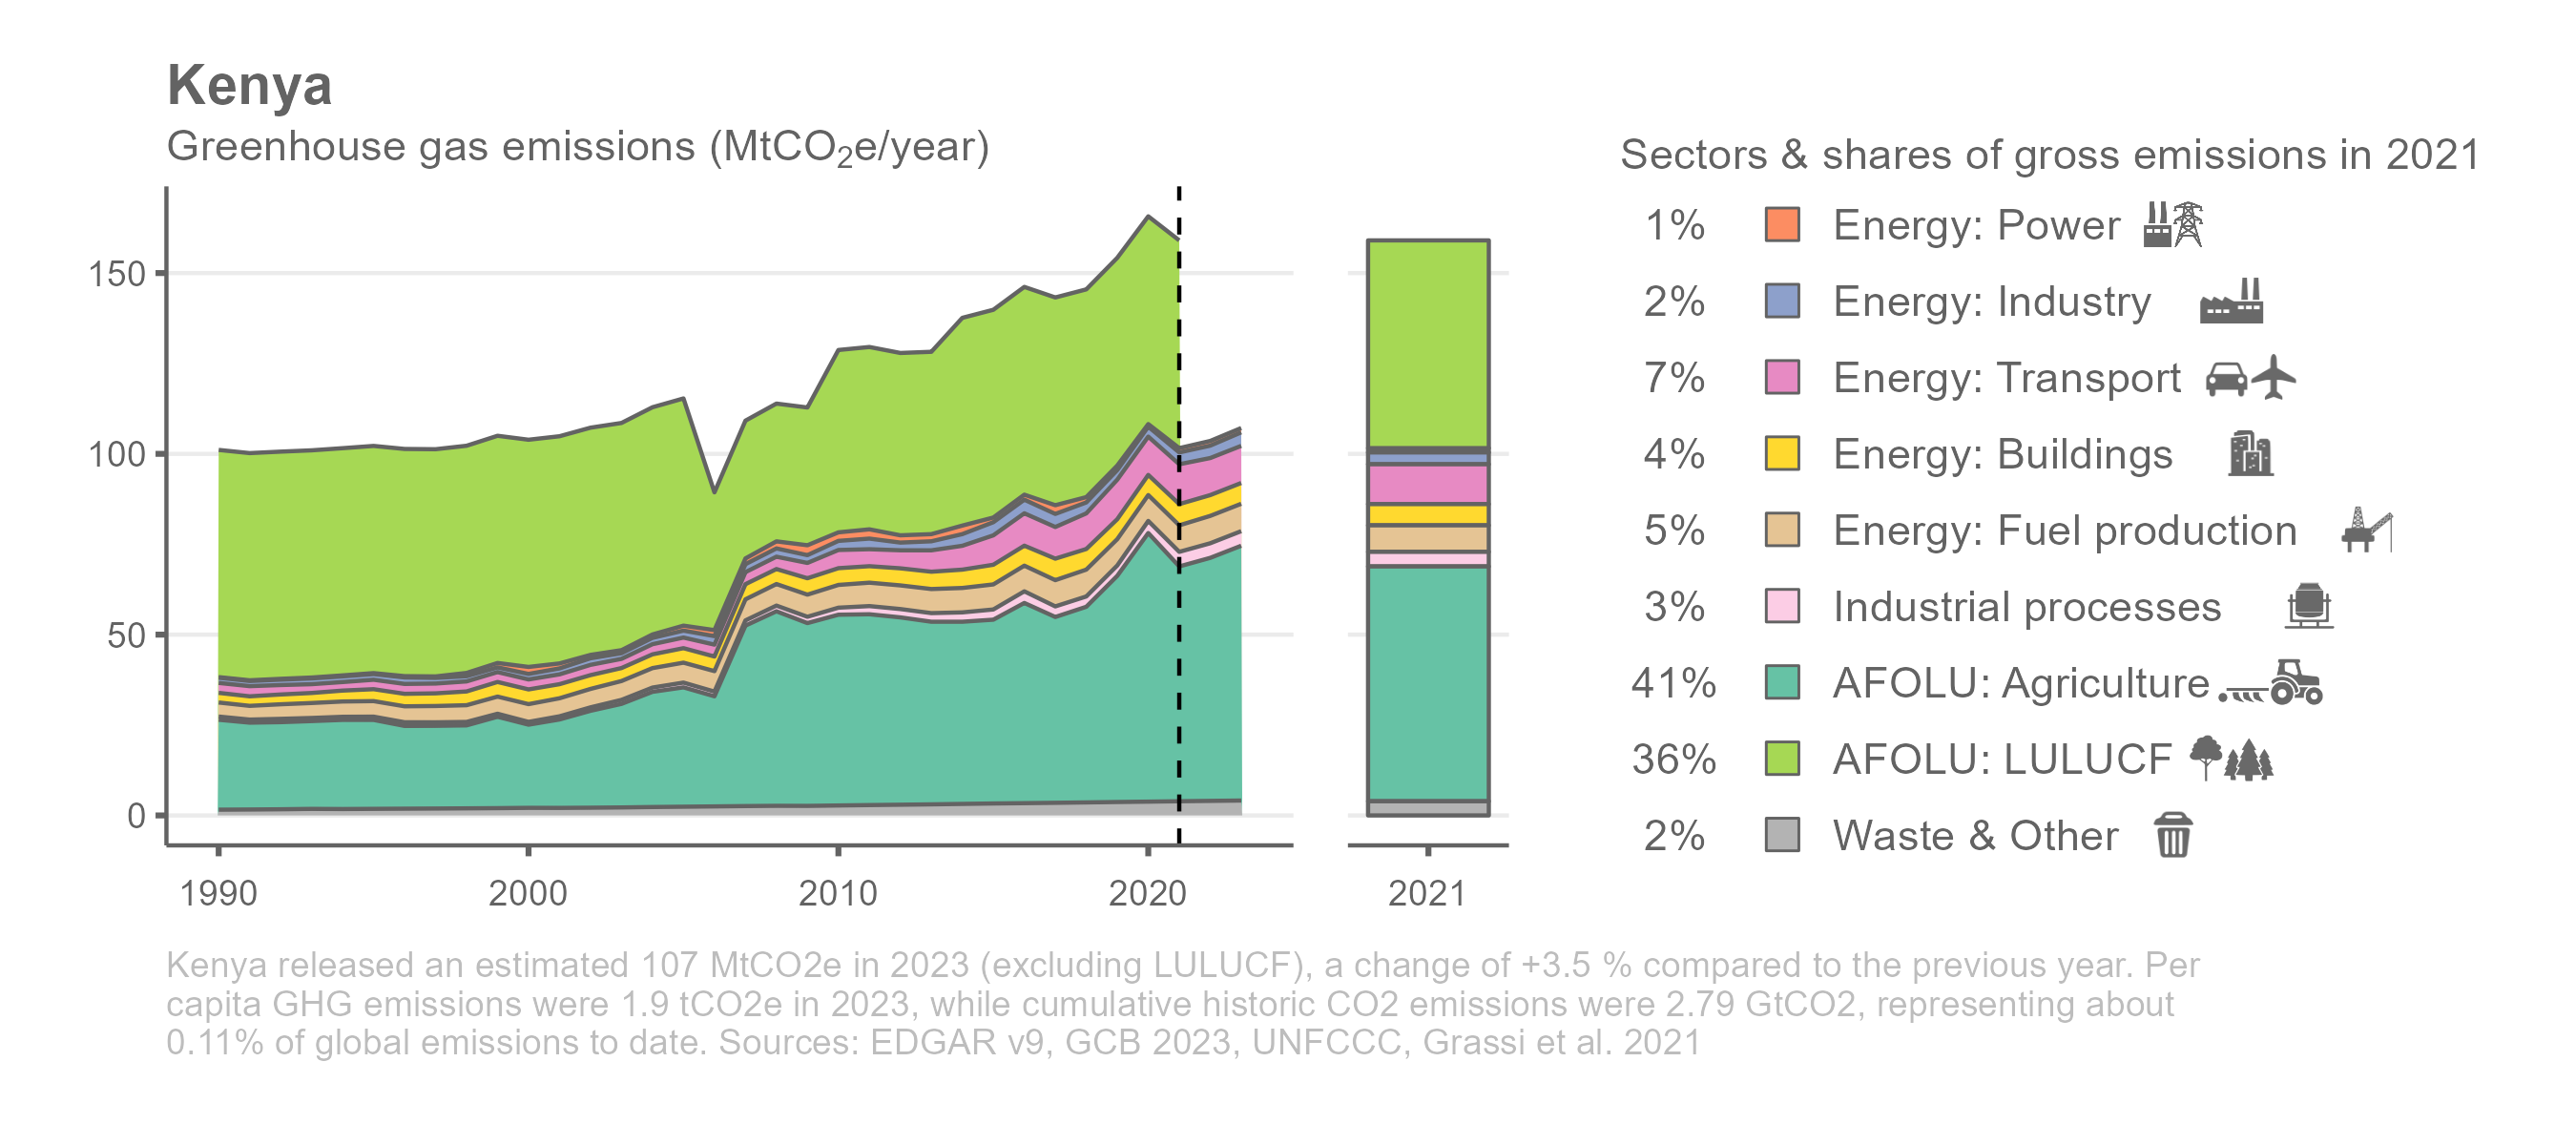 Kenya
Greenhouse gas emissions (MtCO₂e/year)
150
100
50
0
1990 2000 2010 2020
2021
Sectors & shares of gross emissions in 2021
1% Energy: Power
2% Energy: Industry
7% Energy: Transport
4% Energy: Buildings
5% Energy: Fuel production
3% Industrial processes
41% AFOLU: Agriculture
36% AFOLU: LULUCF
2% Waste & Other
Kenya released an estimated 107 MtCO2e in 2023 (excluding LULUCF), a change of +3.5 % compared to the previous year. Per
capita GHG emissions were 1.9 tCO2e in 2023, while cumulative historic CO2 emissions were 2.79 GtCO2, representing about
0.11% of global emissions to date. Sources: EDGAR v9, GCB 2023, UNFCCC, Grassi et al. 2021